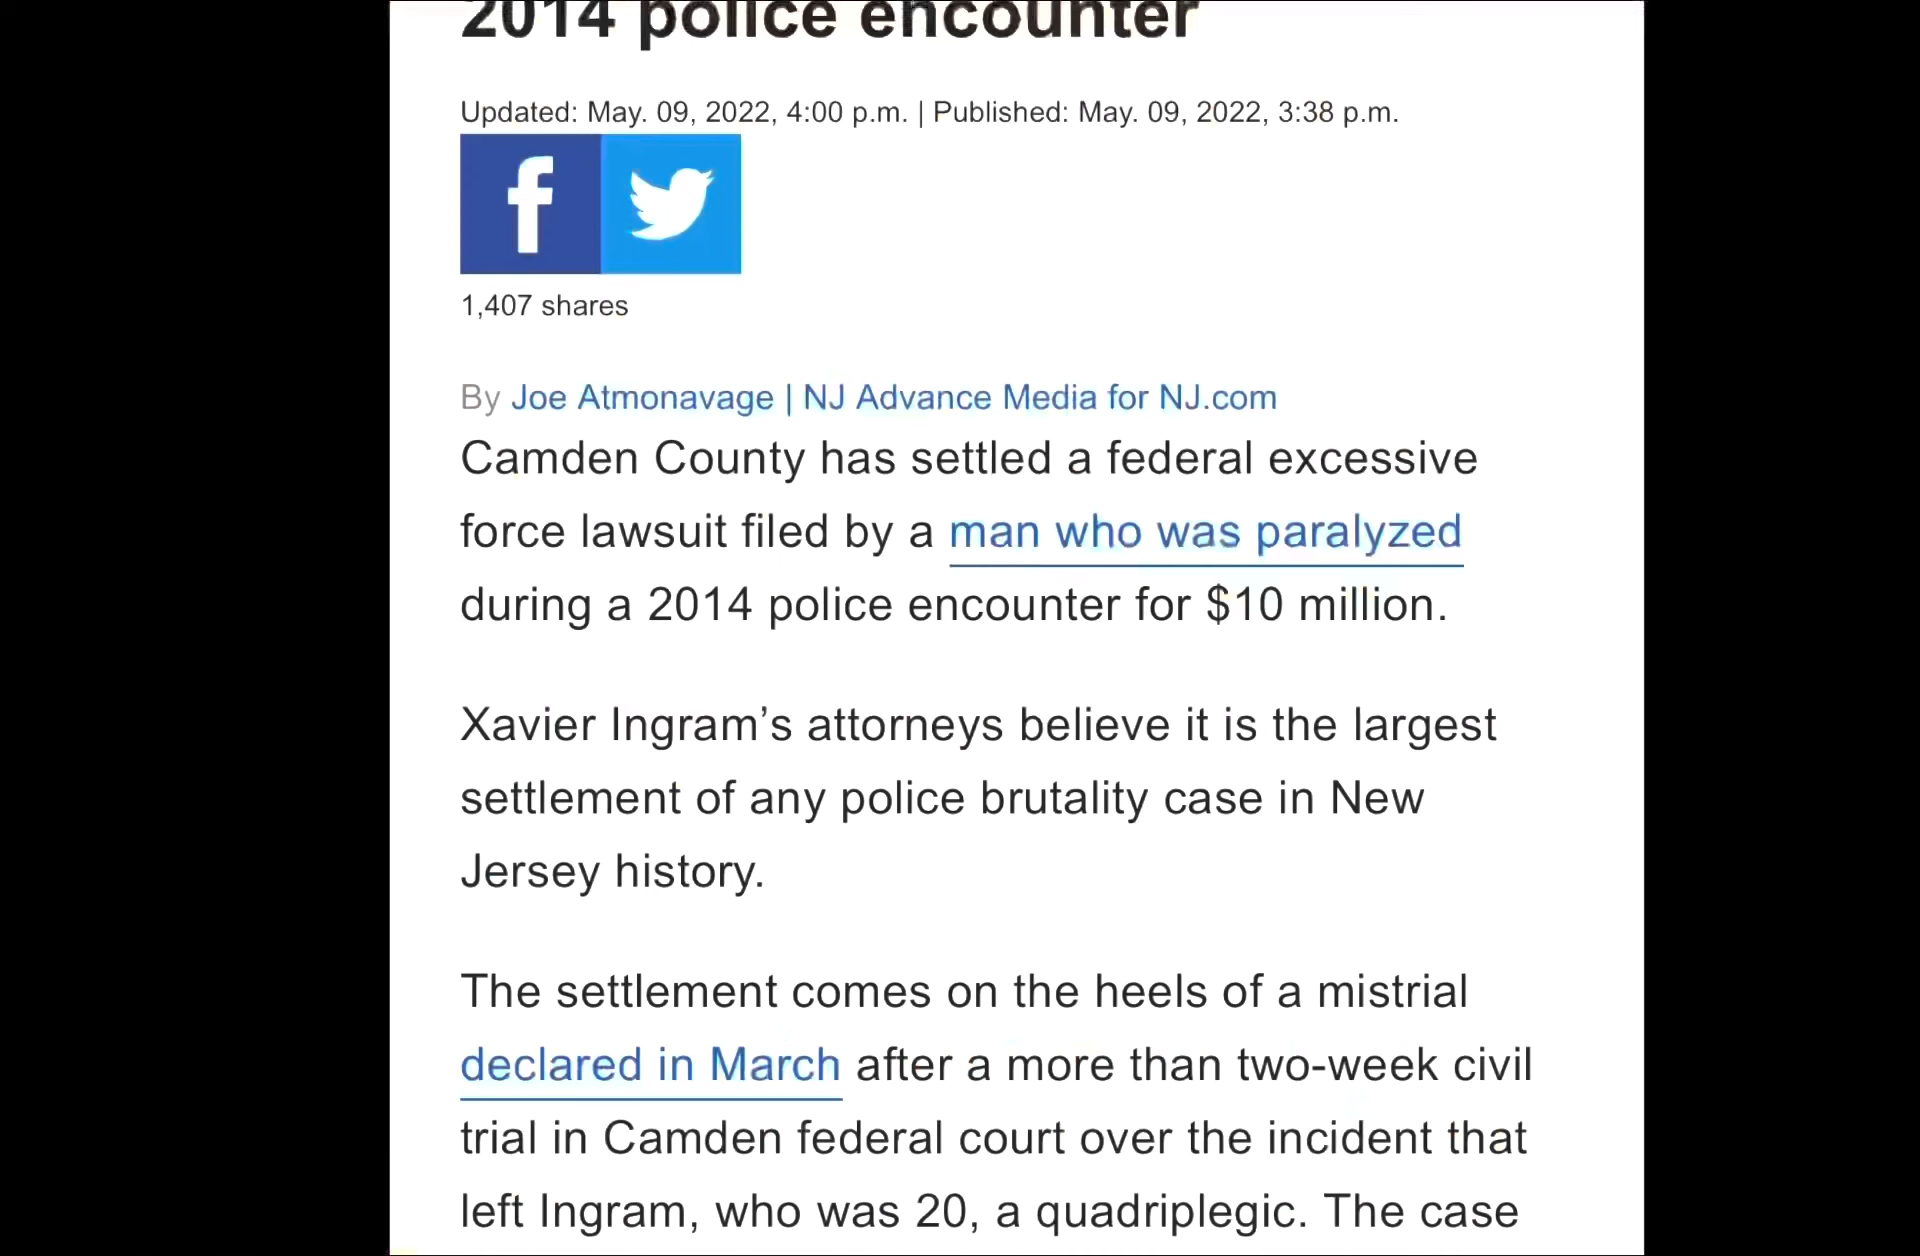 2014 police encounter
Updated: May. 09, 2022, 4:00 p.m. | Published: May. 09, 2022, 3:38 p.m.
1,407 shares
By Joe Atmonavage | NJ Advance Media for NJ.com
Camden County has settled a federal excessive
force lawsuit filed by a man who was paralyzed
during a 2014 police encounter for $10 million.
Xavier Ingram’s attorneys believe it is the largest
settlement of any police brutality case in New
Jersey history.
The settlement comes on the heels of a mistrial
declared in March after a more than two-week civil
trial in Camden federal court over the incident that
left Ingram, who was 20, a quadriplegic. The case